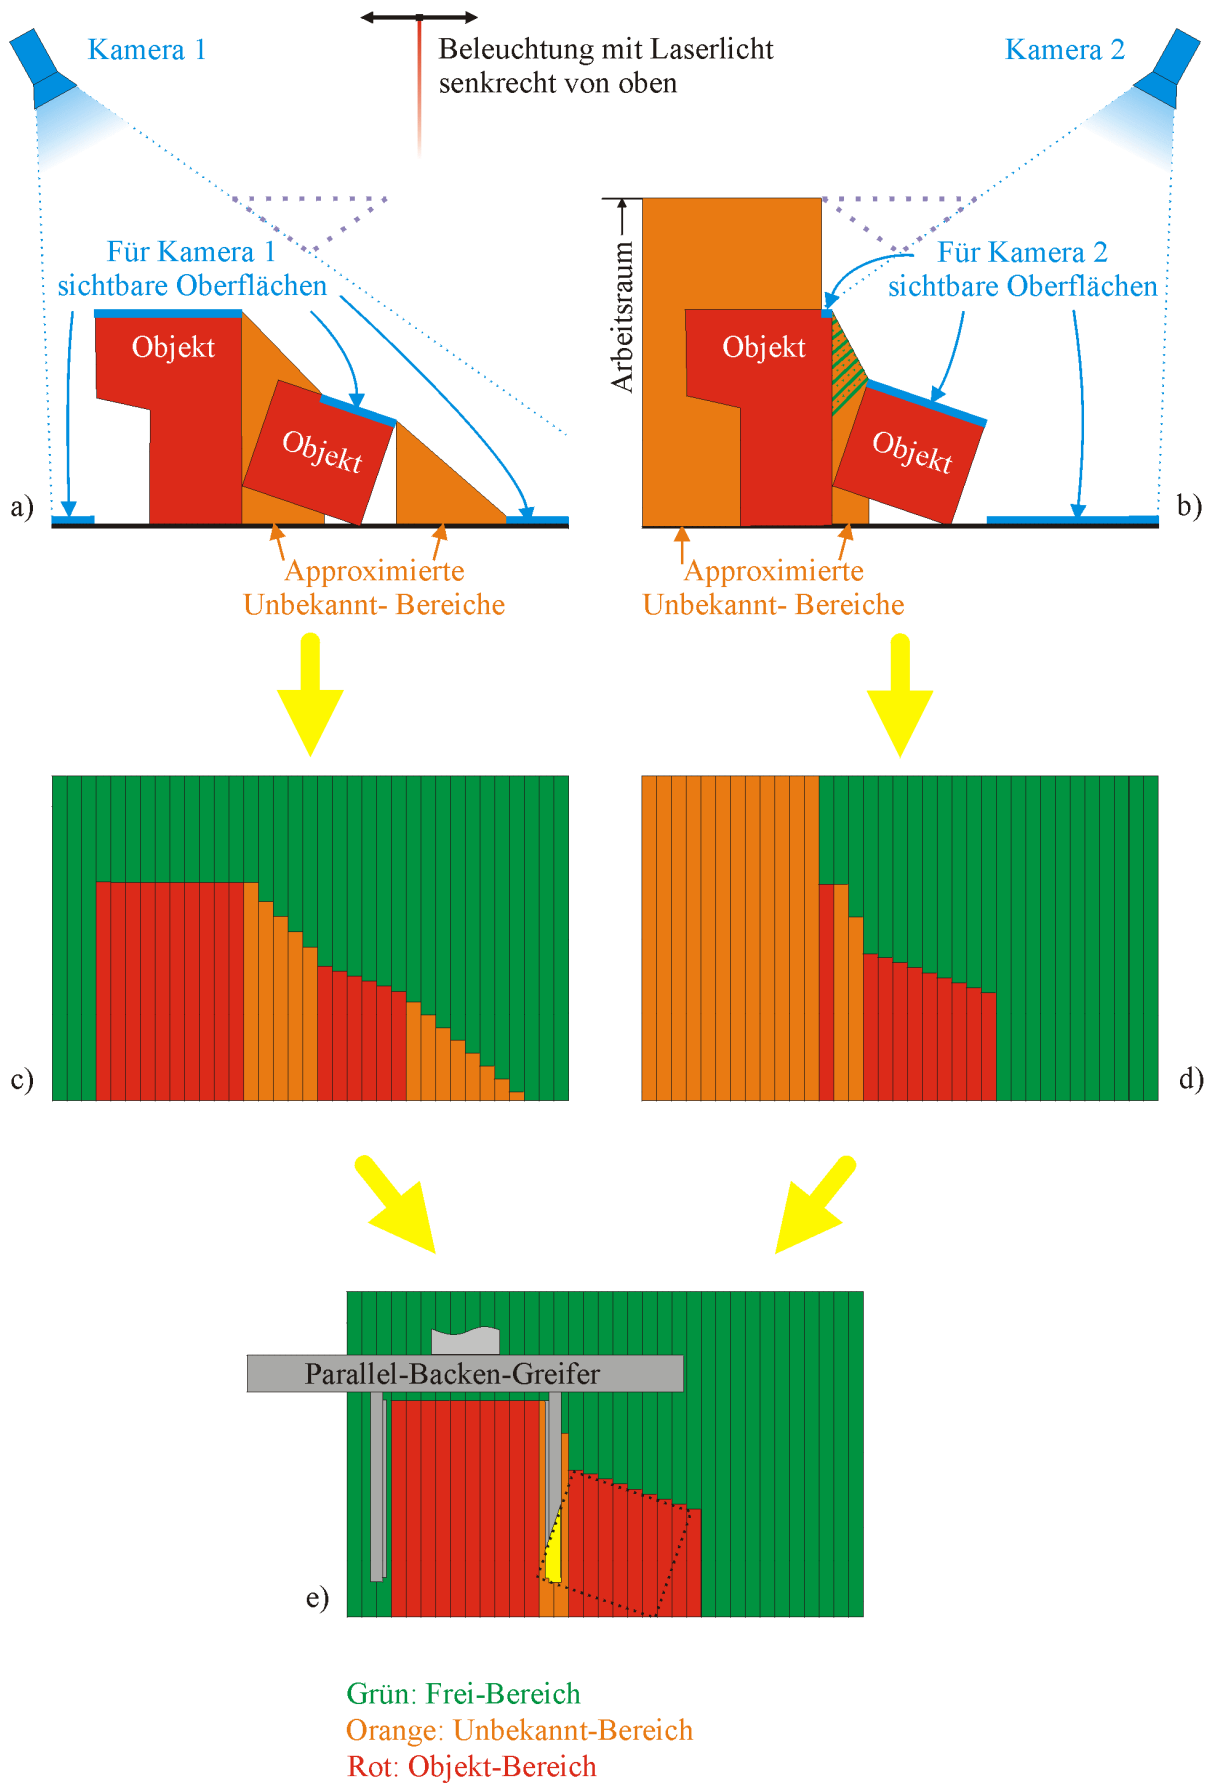 Kamera 1
Beleuchtung mit Laserlicht
senkrecht von oben
Kamera 2
Für Kamera 1
sichtbare Oberflächen
Objekt
Objekt
a)
Approximierte
Unbekannt- Bereiche
Arbeitsraum
Für Kamera 2
sichtbare Oberflächen
Objekt
Objekt
b)
Approximierte
Unbekannt- Bereiche
c)
d)
Parallel-Backen-Greifer
e)
Grün: Frei-Bereich
Orange: Unbekannt-Bereich
Rot: Objekt-Bereich